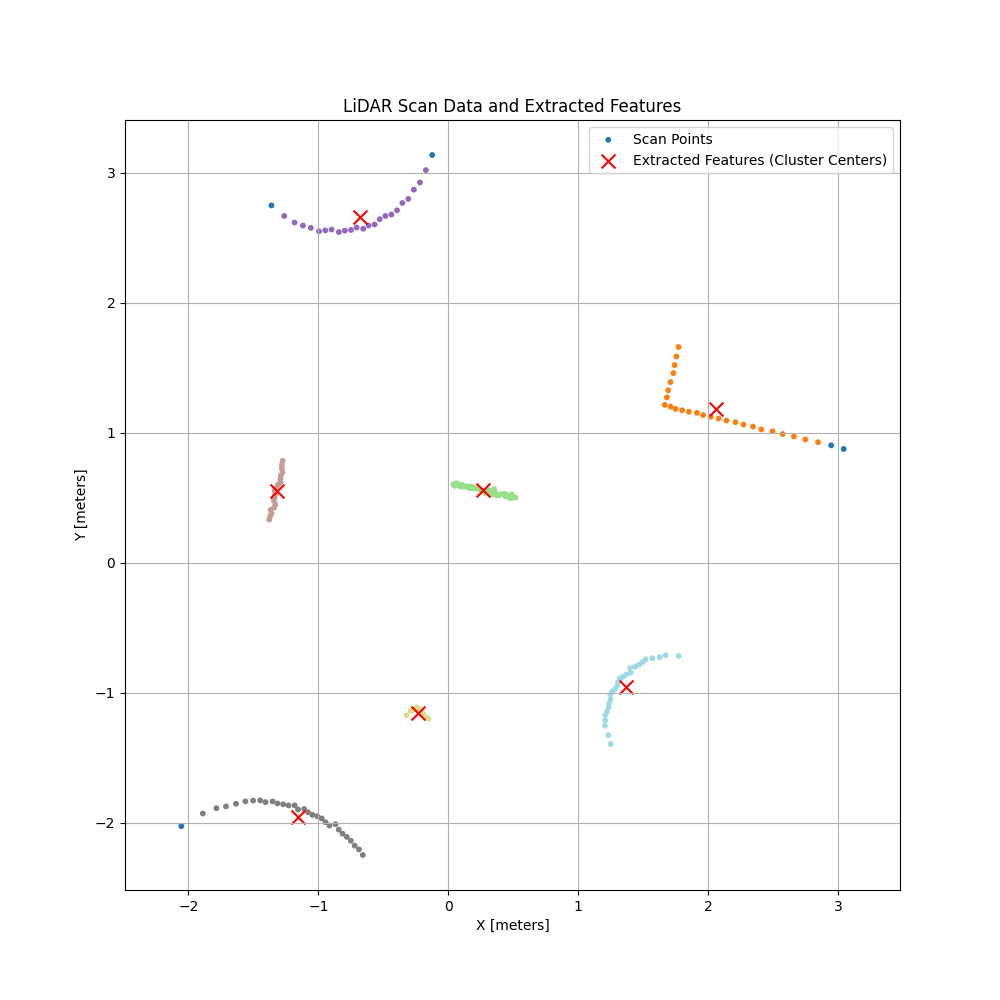 LiDAR Scan Data and Extracted Features
Scan Points
Extracted Features (Cluster Centers)
3
2
1
0
−1
−2
Y [meters]
−2 −1 0 1 2 3
X [meters]